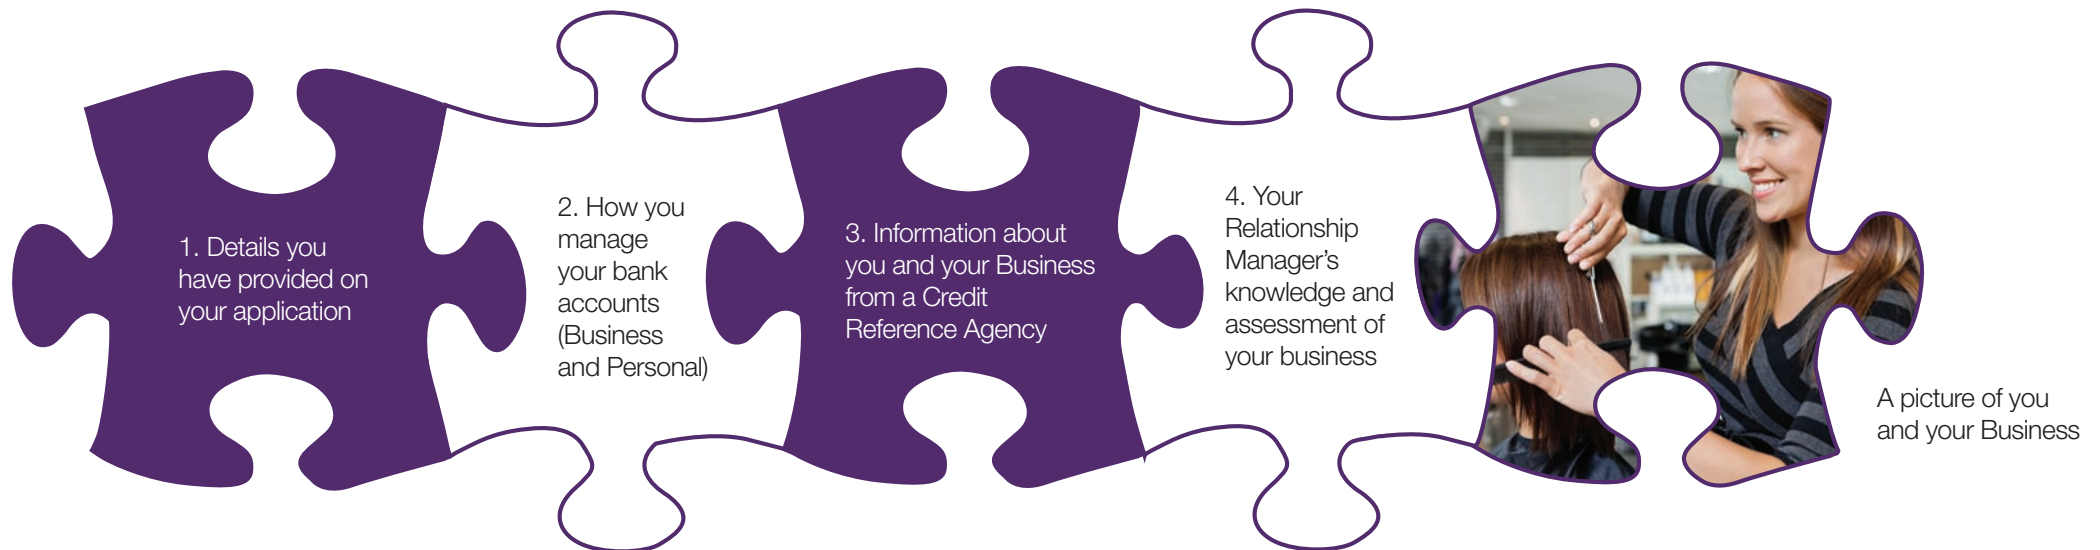 1. Details you
have provided on
your application
2. How you
manage
your bank
accounts
(Business
and Personal)
3. Information about
you and your Business
from a Credit
Reference Agency
4. Your
Relationship
Manager’s
knowledge and
assessment of
your business
A picture of you
and your Business